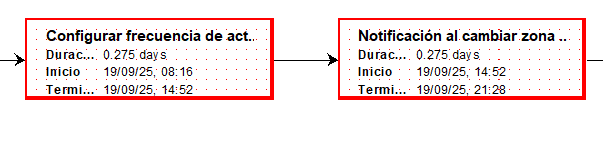 Configurar frecuencia de act..
Durac... 0.275 days
Inicio 19/09/25, 08:16
Termi... 19/09/25, 14:52
Notificación al cambiar zona ..
Durac... 0.275 days
Inicio 19/09/25, 14:52
Termi... 19/09/25, 21:28